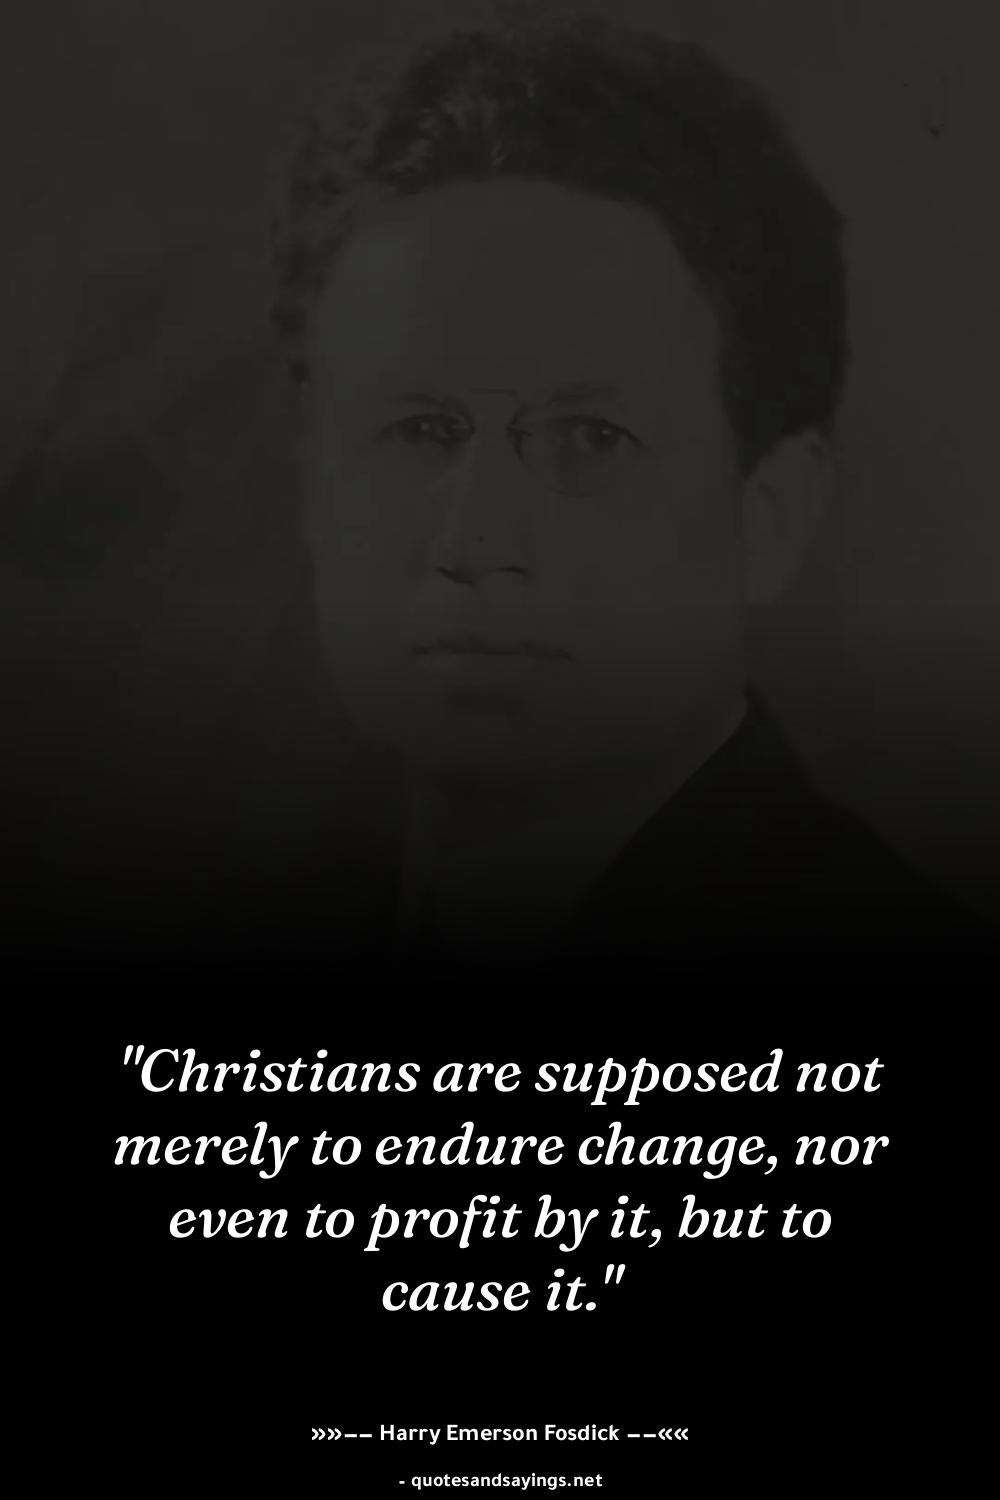 "Christians are supposed not
merely to endure change, nor
even to profit by it, but to
cause it."
»»−− Harry Emerson Fosdick −−««
- quotesandsayings.net